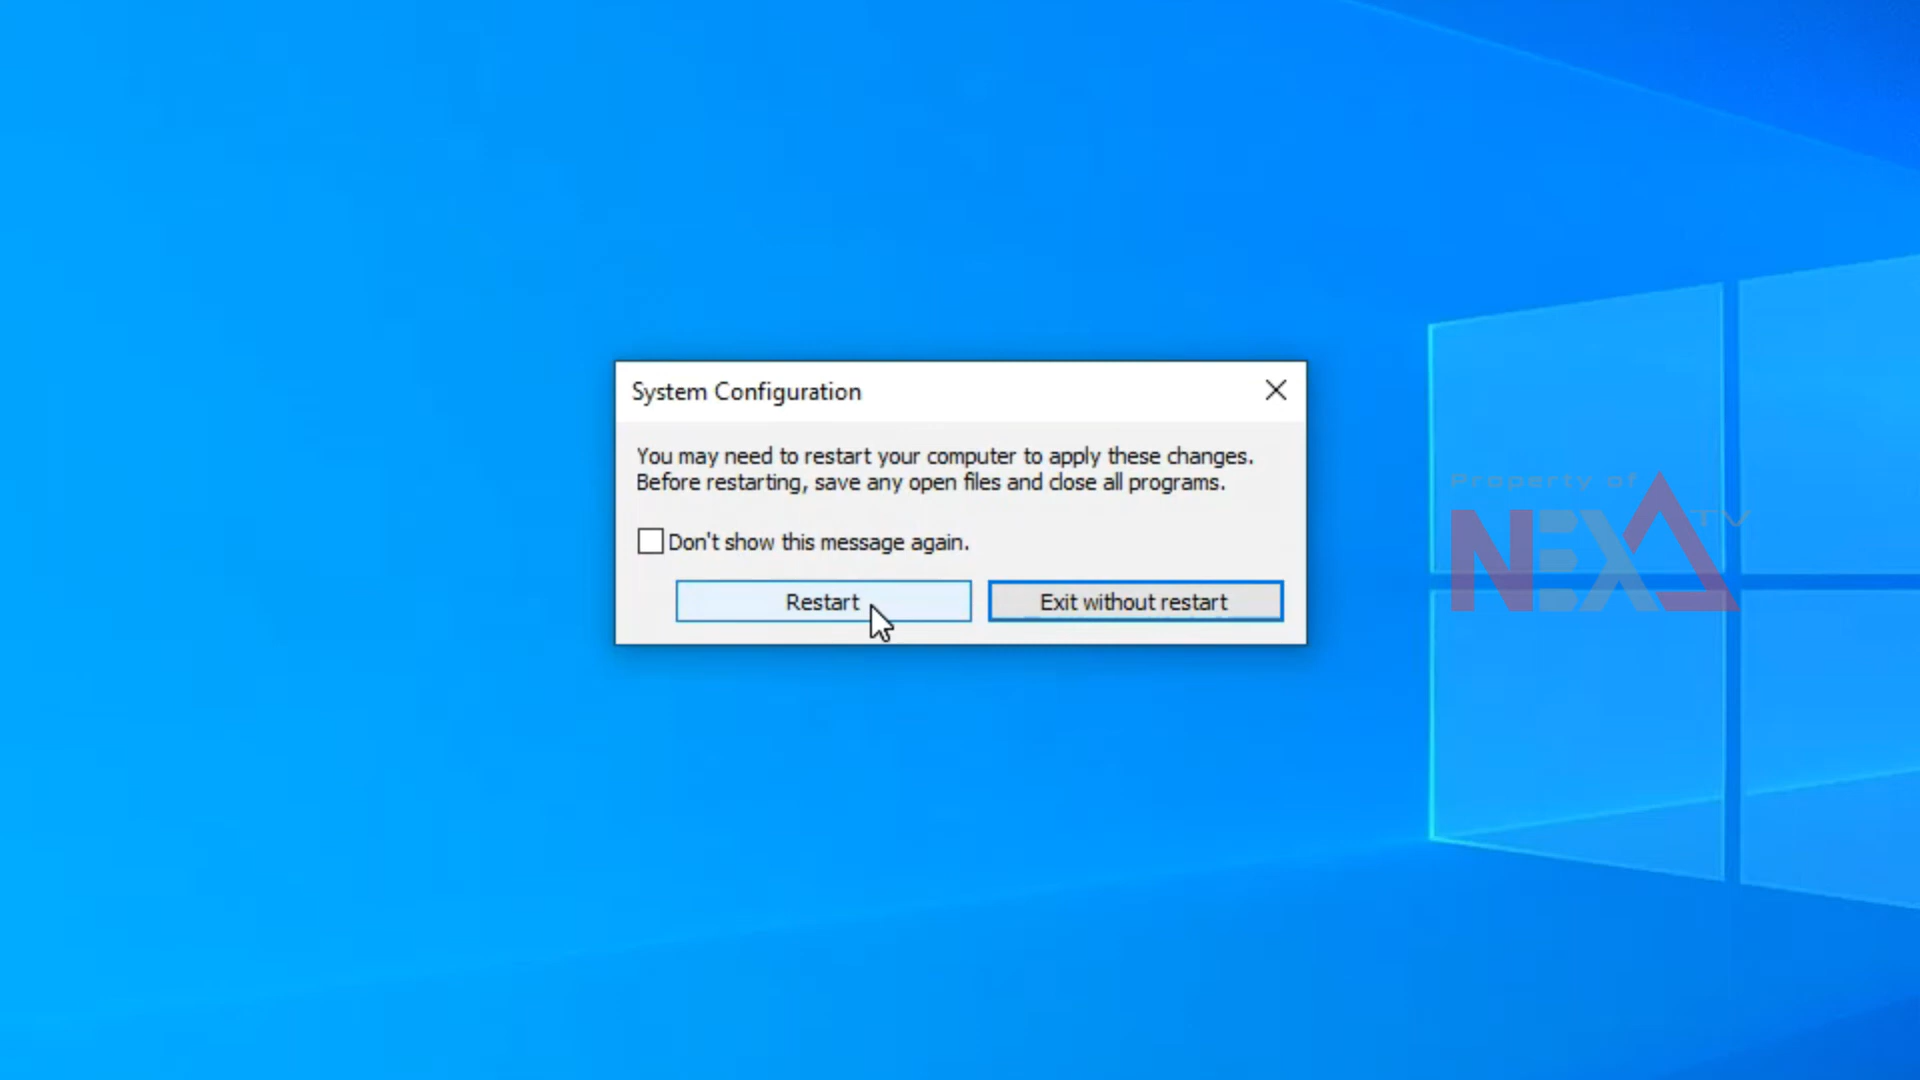 System Configuration
You may need to restart your computer to apply these changes.
Before restarting, save any open files and close all programs.
Don't show this message again.
Restart
Exit without restart
Property of
NEXA TV